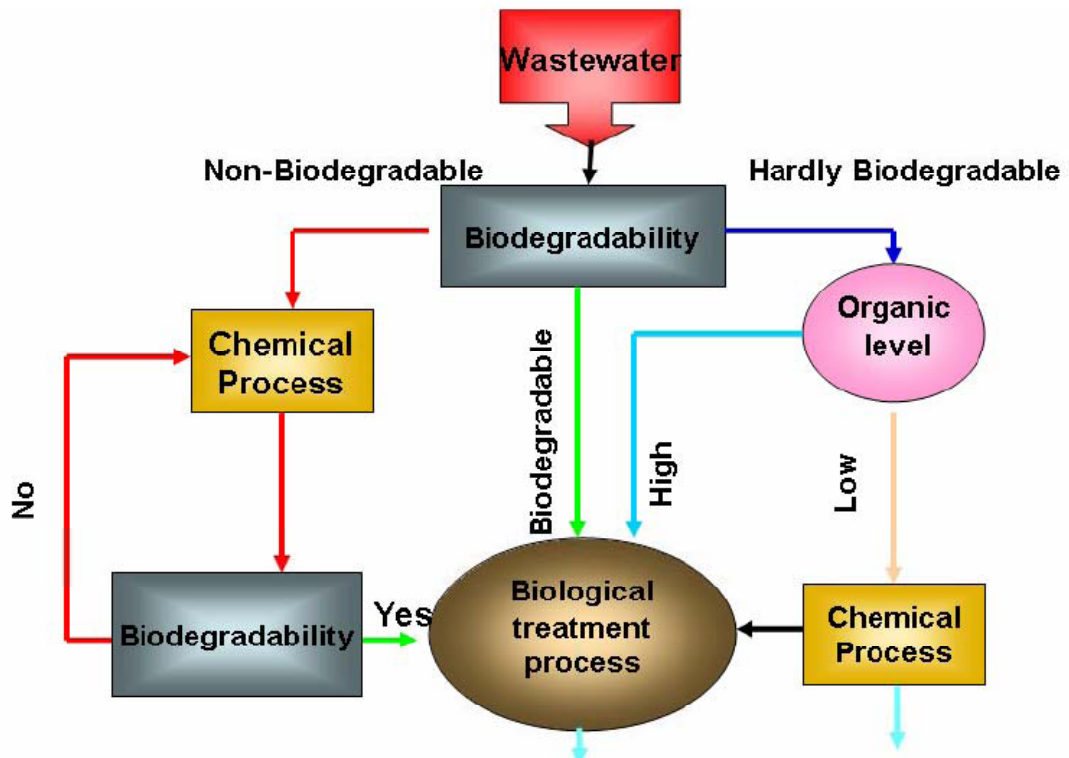 Wastewater
Non-Biodegradable
Hardly Biodegradable
Biodegradability
Organic
level
Chemical
Process
Biodegradable
High
Low
No
Biodegradability
Yes
Biological
treatment
process
Chemical
Process